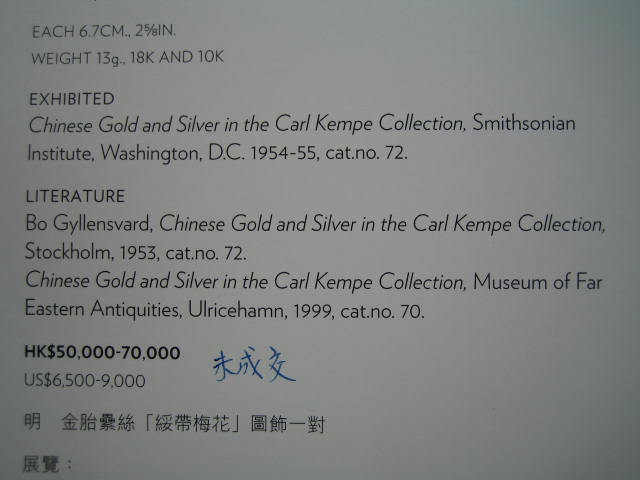 EACH 6.7CM., 2⅝IN.
WEIGHT 13g., 18K AND 10K
EXHIBITED
Chinese Gold and Silver in the Carl Kempe Collection, Smithsonian
Institute, Washington, D.C. 1954-55, cat.no. 72.
LITERATURE
Bo Gyllensvard, Chinese Gold and Silver in the Carl Kempe Collection,
Stockholm, 1953, cat.no. 72.
Chinese Gold and Silver in the Carl Kempe Collection, Museum of Far
Eastern Antiquities, Ulricehamn, 1999, cat.no. 70.
HK$50,000-70,000
未成交
US$6,500-9,000
明　金胎纍絲「綬帶梅花」圖飾一對
展覽：